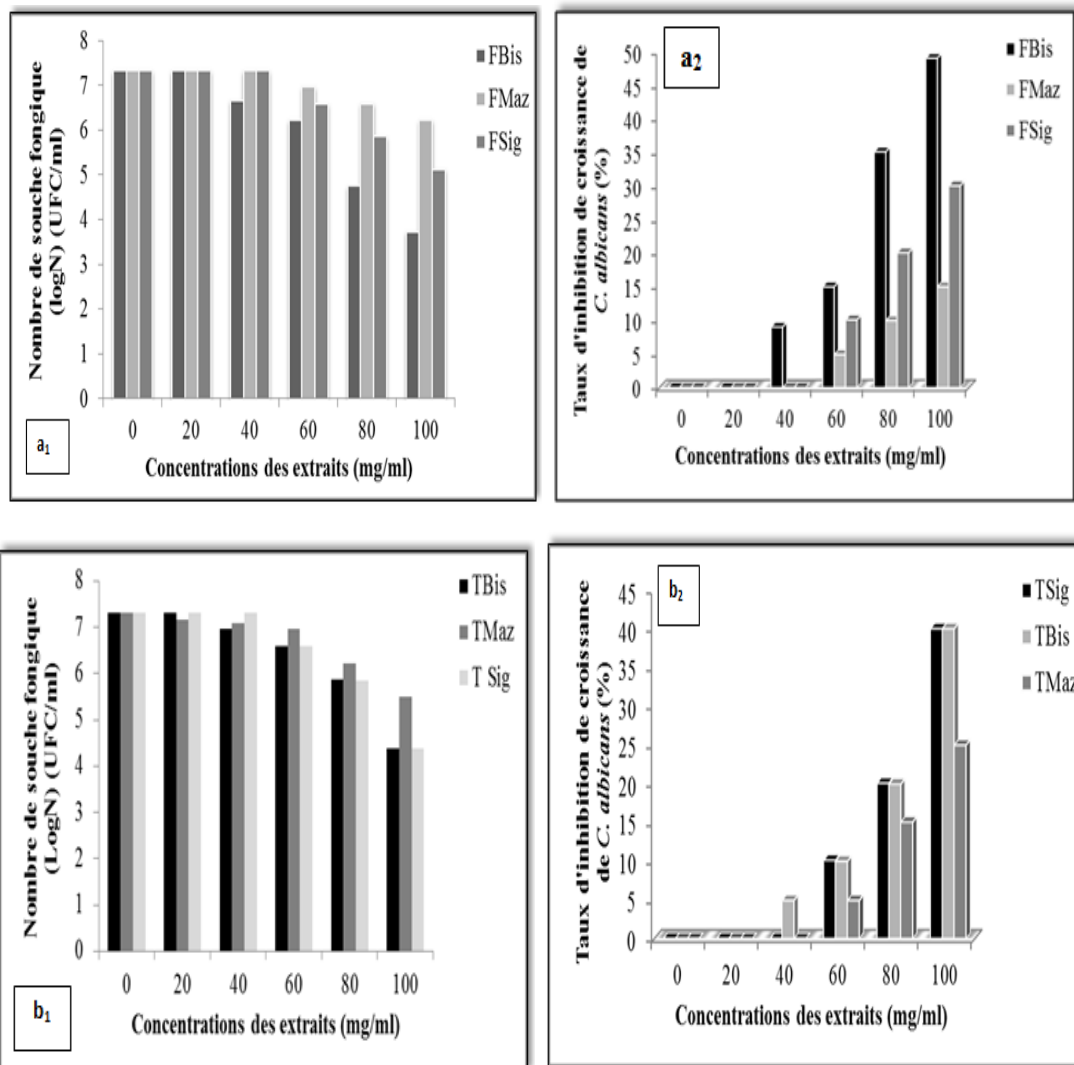 8
7
6
5
4
3
2
1
0
Nombre de souche fongique
(logN) (UFC/ml)
FBis
FMaz
FSig
0 20 40 60 80 100
Concentrations des extraits (mg/ml)
a1
a2
50
45
40
35
30
25
20
15
10
5
0
Taux d'inhibition de croissance de
C. albicans (%)
FBis
FMaz
FSig
0 20 40 60 80 100
Concentrations des extraits (mg/ml)
8
7
6
5
4
3
2
1
0
Nombre de souche fongique
(LogN) (UFC/ml)
TBis
TMaz
T Sig
0 20 40 60 80 100
Concentrations des extraits (mg/ml)
b1
b2
45
40
35
30
25
20
15
10
5
0
Taux d'inhibition de croissance
de C. albicans (%)
TSig
TBis
TMaz
0 20 40 60 80 100
Concentrations des extraits (mg/ml)